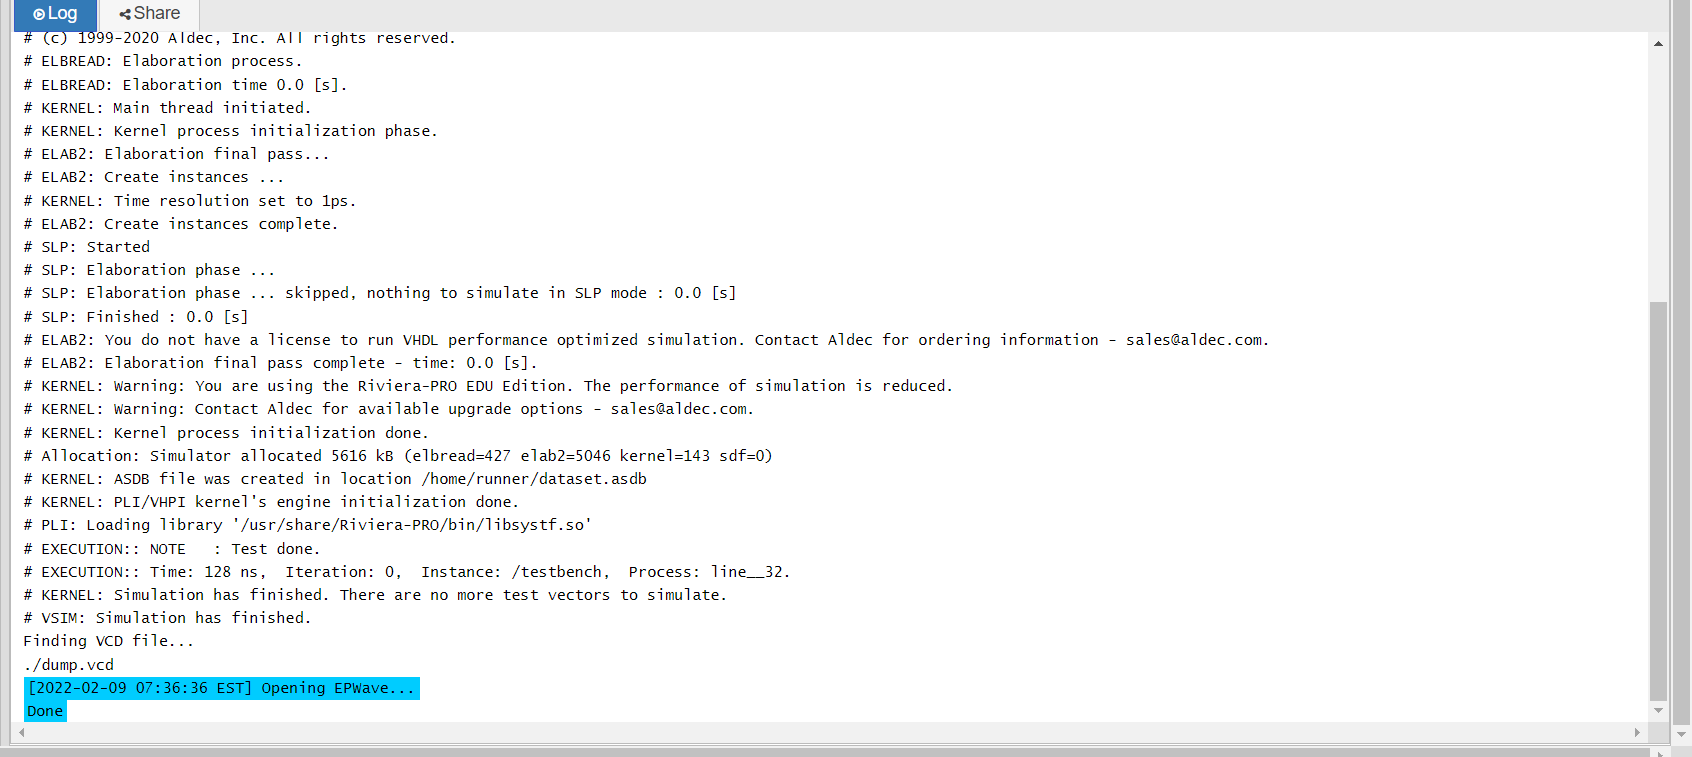 Log Share
# (c) 1999-2020 Aldec, Inc. All rights reserved.
# ELBREAD: Elaboration process.
# ELBREAD: Elaboration time 0.0 [s].
# KERNEL: Main thread initiated.
# KERNEL: Kernel process initialization phase.
# ELAB2: Elaboration final pass...
# ELAB2: Create instances ...
# KERNEL: Time resolution set to 1ps.
# ELAB2: Create instances complete.
# SLP: Started
# SLP: Elaboration phase ...
# SLP: Elaboration phase ... skipped, nothing to simulate in SLP mode : 0.0 [s]
# SLP: Finished : 0.0 [s]
# ELAB2: You do not have a license to run VHDL performance optimized simulation. Contact Aldec for ordering information - sales@aldec.com.
# ELAB2: Elaboration final pass complete - time: 0.0 [s].
# KERNEL: Warning: You are using the Riviera-PRO EDU Edition. The performance of simulation is reduced.
# KERNEL: Warning: Contact Aldec for available upgrade options - sales@aldec.com.
# KERNEL: Kernel process initialization done.
# Allocation: Simulator allocated 5616 kB (elbread=427 elab2=5046 kernel=143 sdf=0)
# KERNEL: ASDB file was created in location /home/runner/dataset.asdb
# KERNEL: PLI/VHPI kernel's engine initialization done.
# PLI: Loading library '/usr/share/Riviera-PRO/bin/libsystf.so'
# EXECUTION:: NOTE   : Test done.
# EXECUTION:: Time: 128 ns,  Iteration: 0,  Instance: /testbench,  Process: line__32.
# KERNEL: Simulation has finished. There are no more test vectors to simulate.
# VSIM: Simulation has finished.
Finding VCD file...
./dump.vcd
[2022-02-09 07:36:36 EST] Opening EPWave...
Done